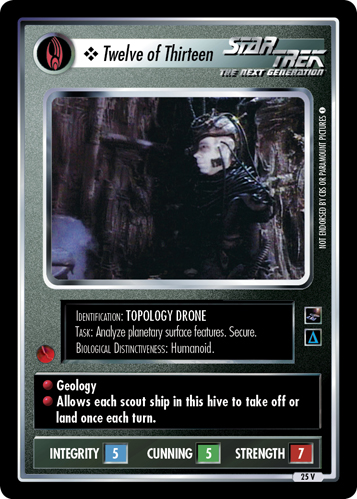 ❖ Twelve of Thirteen
STAR TREK
THE NEXT GENERATION
NOT ENDORSED BY CBS OR PARAMOUNT PICTURES
IDENTIFICATION: TOPOLOGY DRONE
TASK: Analyze planetary surface features. Secure.
BIOLOGICAL DISTINCTIVENESS: Humanoid.
Geology
Allows each scout ship in this hive to take off or
land once each turn.
INTEGRITY 5 CUNNING 5 STRENGTH 7
25 V